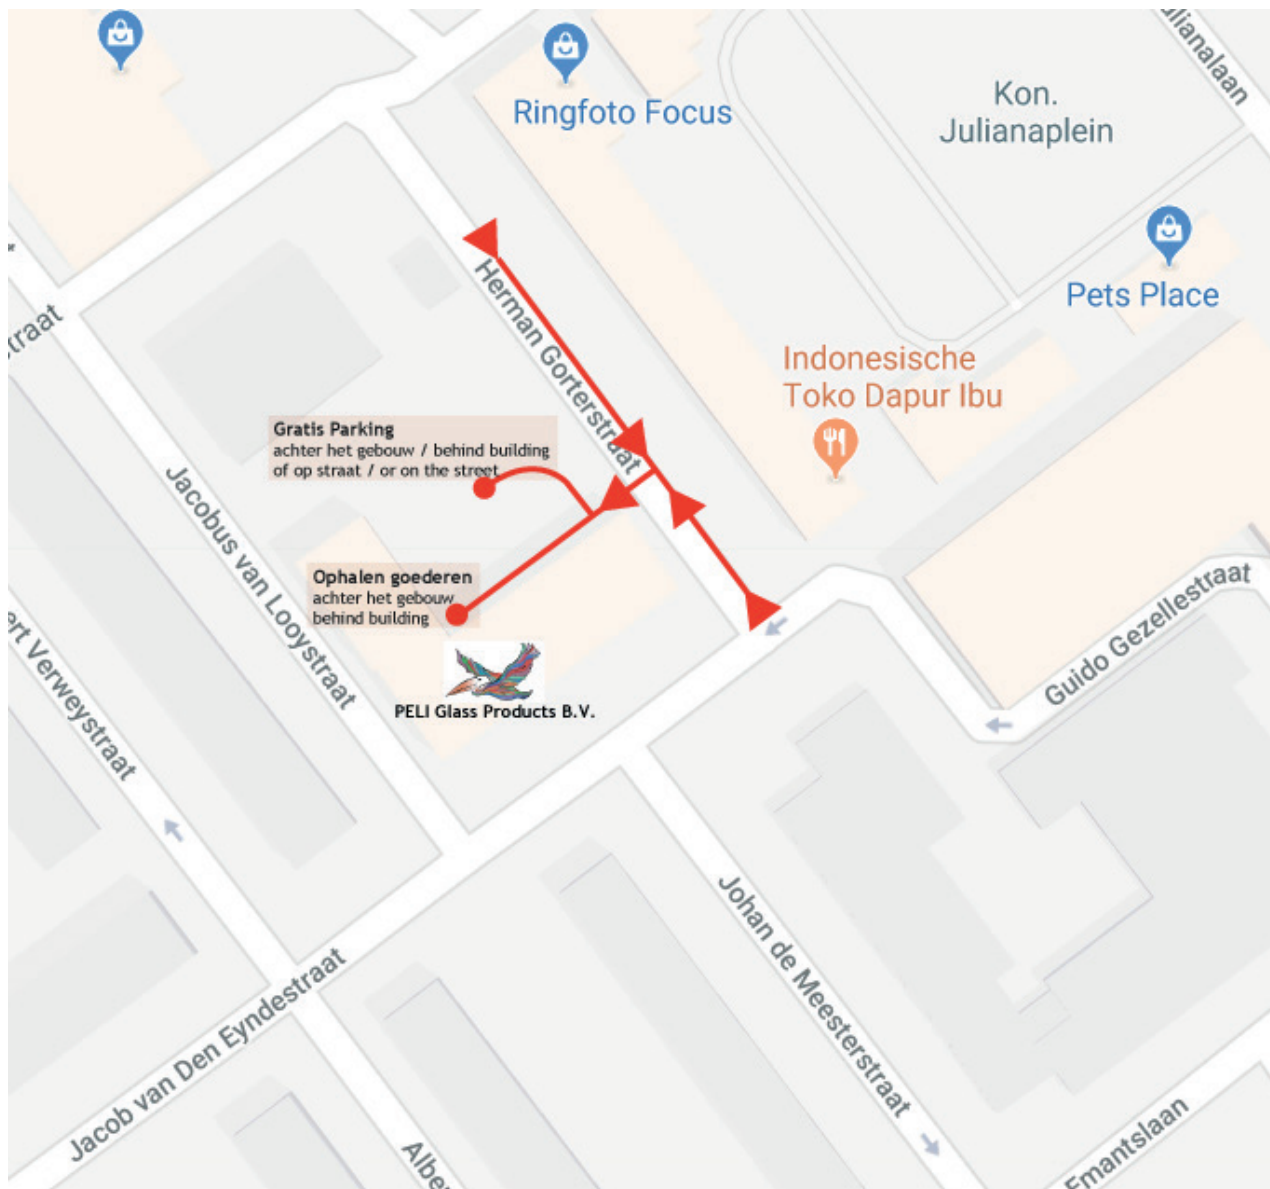 Ringfoto Focus
Kon.
Julianaplein
Pets Place
Herman Gorterstraat
Indonesische
Toko Dapur Ibu
Gratis Parking
achter het gebouw / behind building
of op straat / or on the street
Jacobus van Looystraat
Ophalen goederen
achter het gebouw
behind building
PELI Glass Products B.V.
Guido Gezellestraat
Johan de Meesterstraat
Jacob van Den Eyndestraat